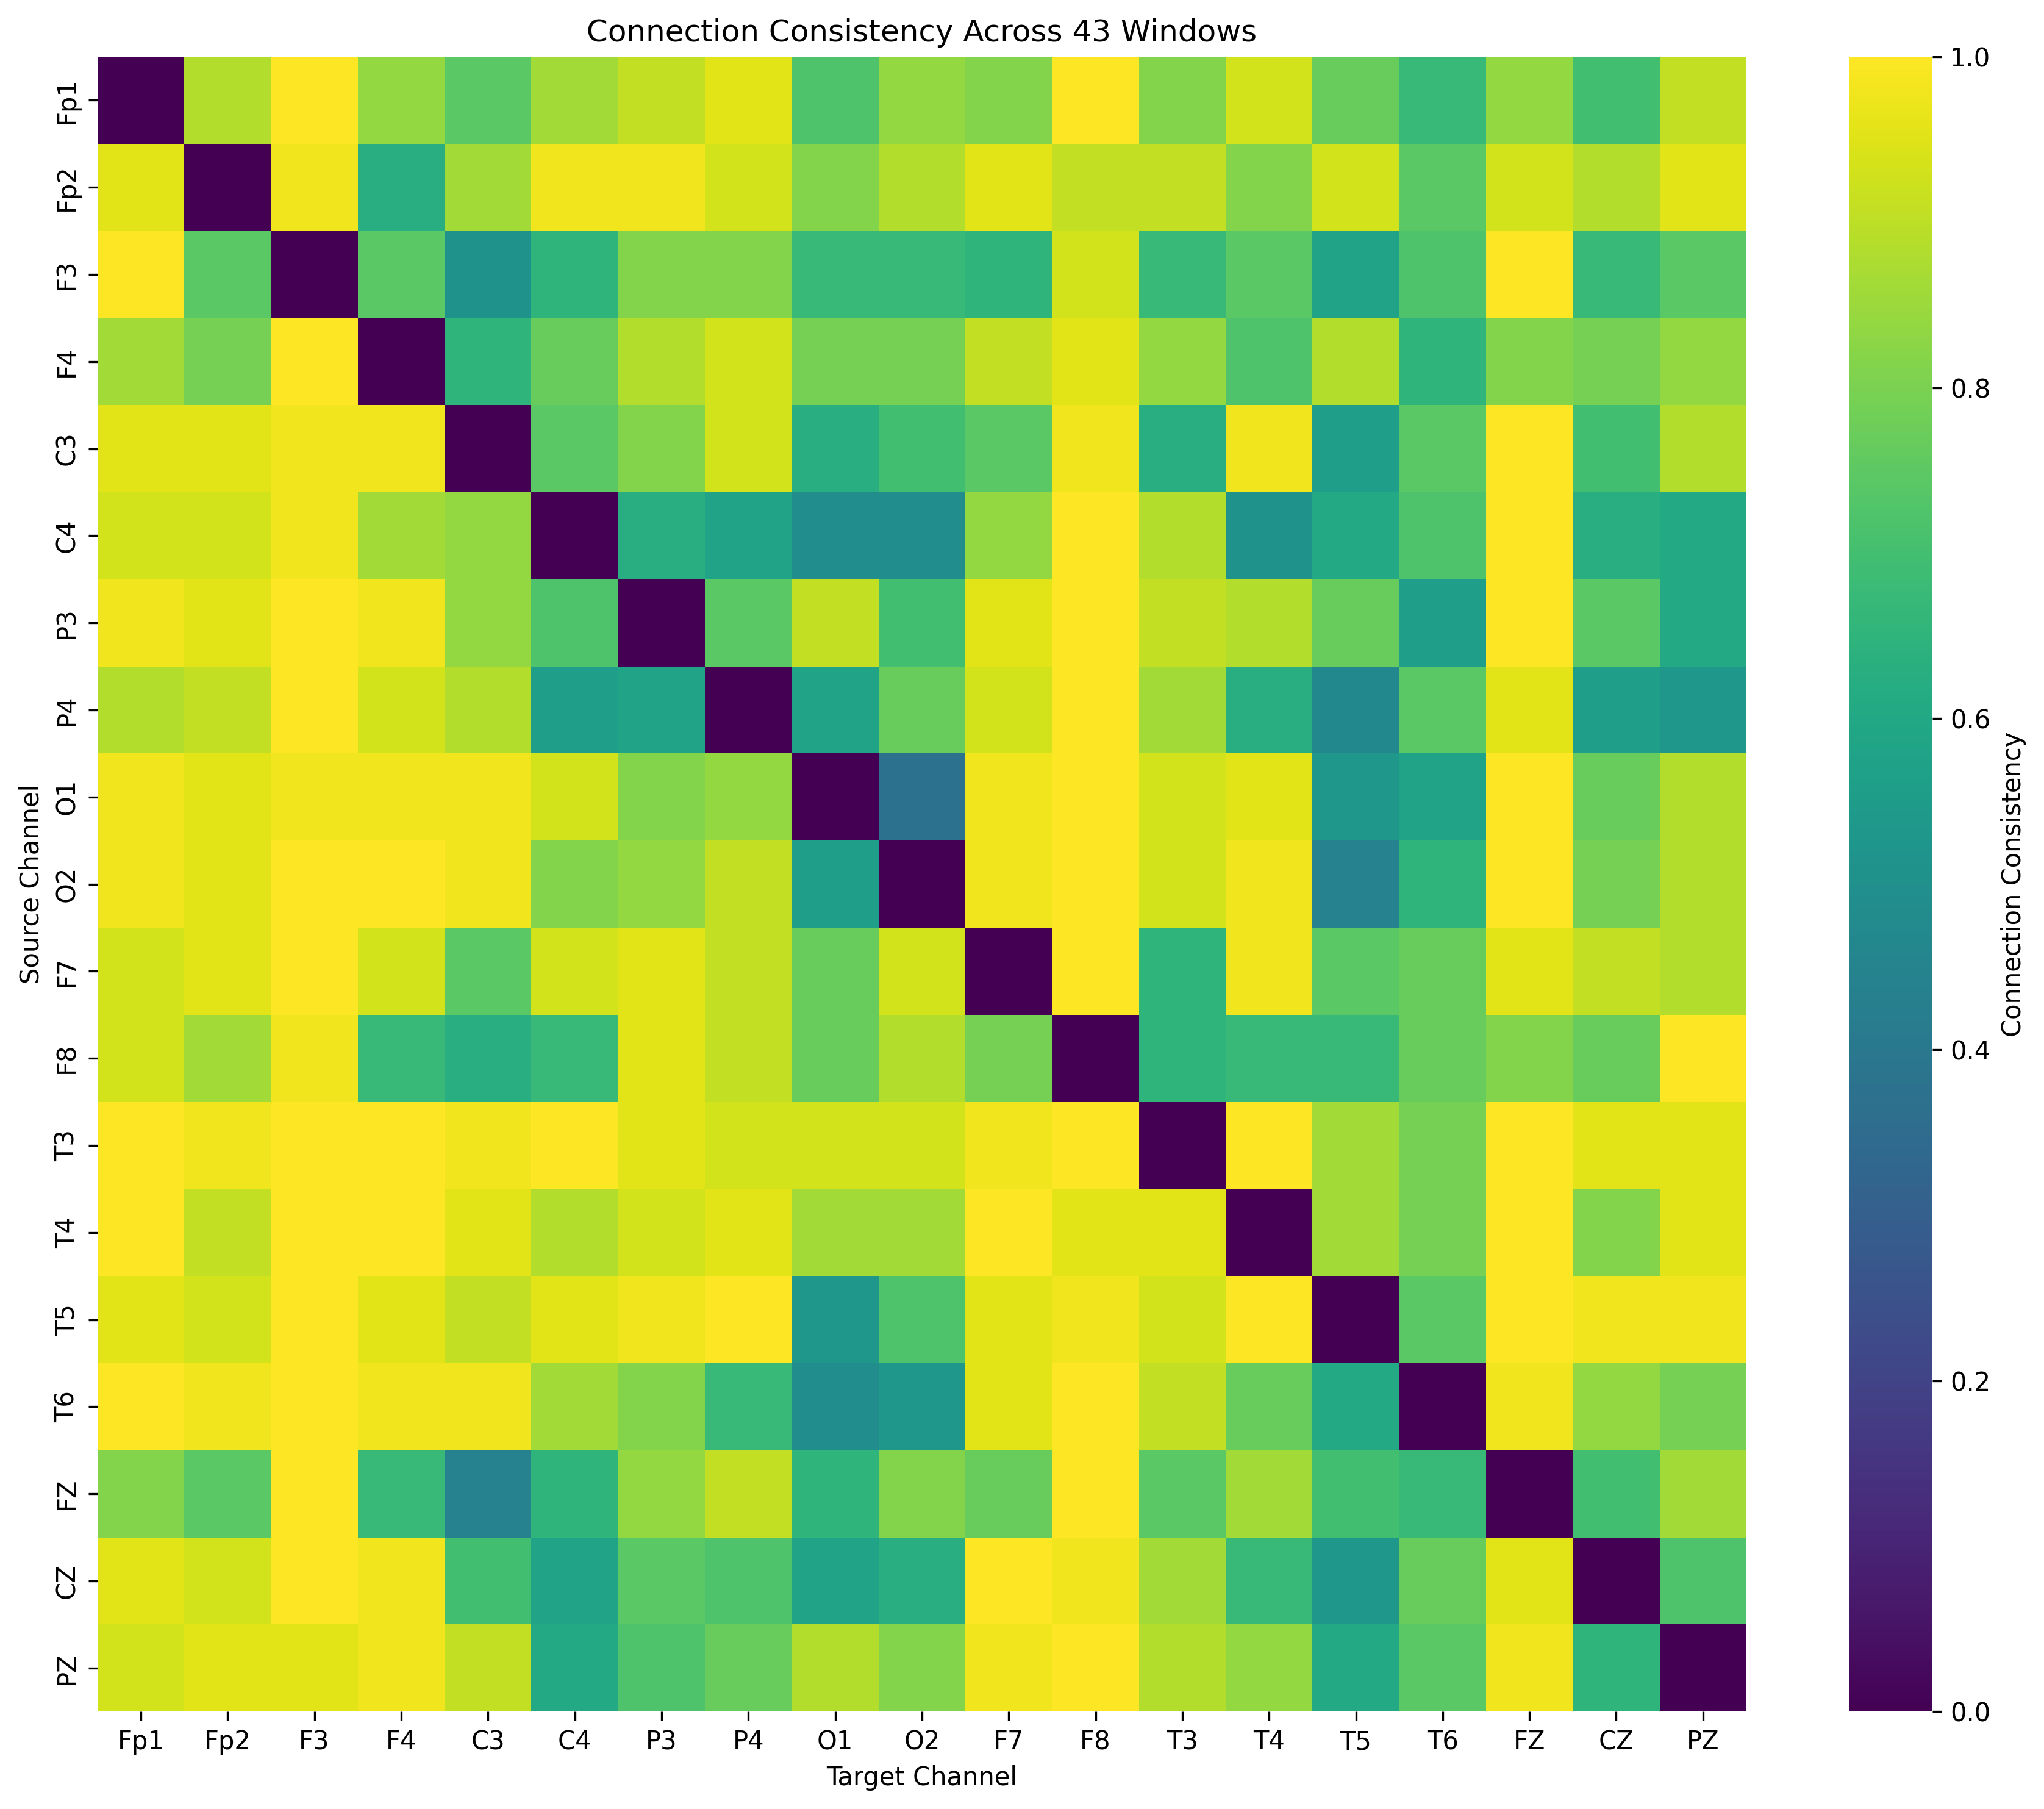 Connection Consistency Across 43 Windows
Source Channel
Fp1
Fp2
F3
F4
C3
C4
P3
P4
O1
O2
F7
F8
T3
T4
T5
T6
FZ
CZ
PZ
Fp1 Fp2 F3 F4 C3 C4 P3 P4 O1 O2 F7 F8 T3 T4 T5 T6 FZ CZ PZ
Target Channel
1.0
0.8
0.6
0.4
0.2
0.0
Connection Consistency